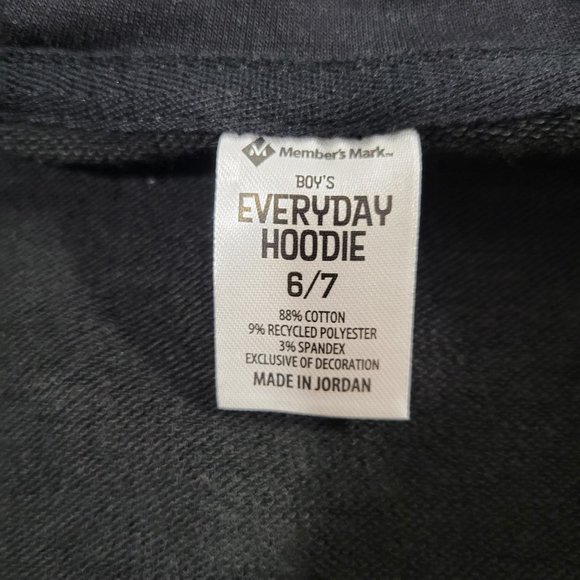 M Member's Mark™
BOY'S
EVERYDAY
HOODIE
6/7
88% COTTON
9% RECYCLED POLYESTER
3% SPANDEX
EXCLUSIVE OF DECORATION
MADE IN JORDAN